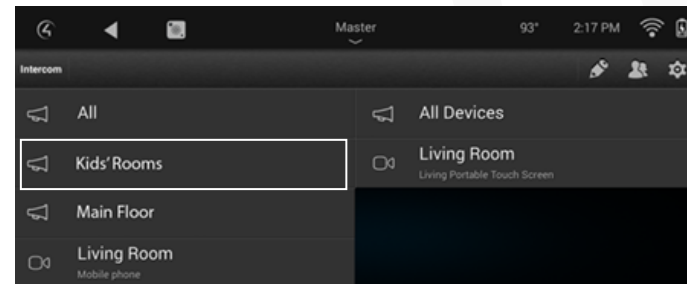 Master
93°
2:17 PM
Intercom
All
Kids' Rooms
Main Floor
Living Room
Mobile phone
All Devices
Living Room
Living Portable Touch Screen